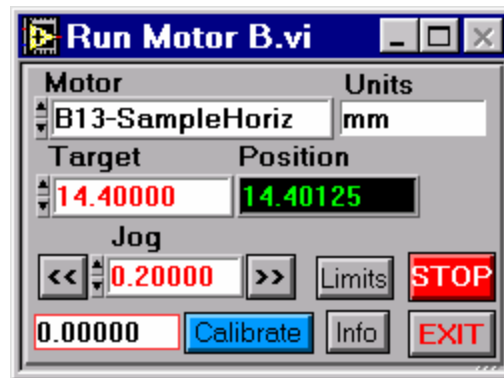 Run Motor B.vi
Motor Units
B13-SampleHoriz mm
Target Position
14.40000 14.40125
Jog
<< 0.20000 >> Limits STOP
0.00000 Calibrate Info EXIT